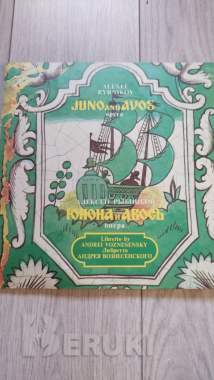 ALEXEI
RYBNIKOV
JUNO AND AVOS
opera
АЛЕКСЕЙ РЫБНИКОВ
ЮНОНА И АВОСЬ
опера
Libretto by
ANDREI VOZNESENSKY
Либретто
АНДРЕЯ ВОЗНЕСЕНСКОГО